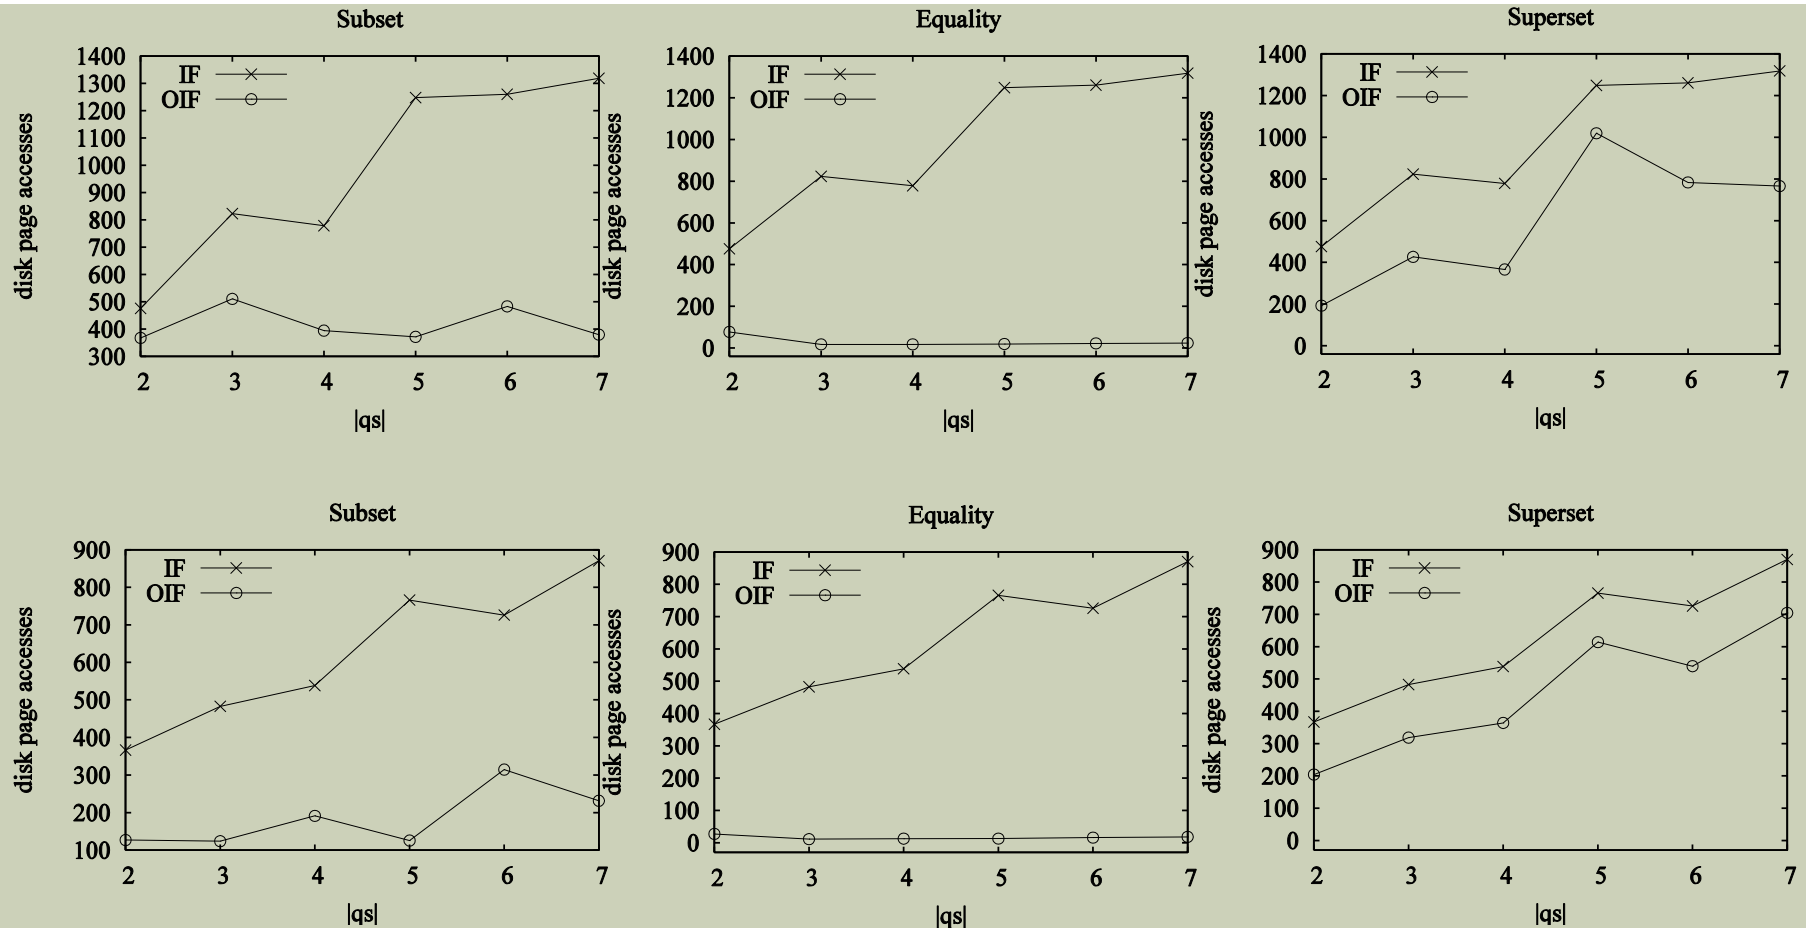 Subset
1400
1300
1200
1100
1000
900
800
700
600
500
400
300
disk page accesses
IF
OIF
2 3 4 5 6 7
|qs|
Equality
1400
1200
1000
800
600
400
200
0
disk page accesses
IF
OIF
2 3 4 5 6 7
|qs|
Superset
1400
1200
1000
800
600
400
200
0
disk page accesses
IF
OIF
2 3 4 5 6 7
|qs|
Subset
900
800
700
600
500
400
300
200
100
disk page accesses
IF
OIF
2 3 4 5 6 7
|qs|
Equality
900
800
700
600
500
400
300
200
100
0
disk page accesses
IF
OIF
2 3 4 5 6 7
|qs|
Superset
900
800
700
600
500
400
300
200
100
0
disk page accesses
IF
OIF
2 3 4 5 6 7
|qs|